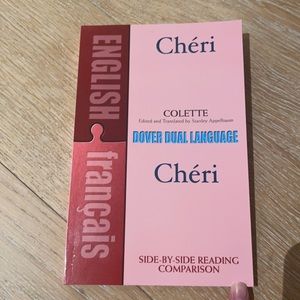 ENGLISH
français
Chéri
COLETTE
Edited and Translated by Stanley Appelbaum
DOVER DUAL LANGUAGE
Chéri
SIDE-BY-SIDE READING
COMPARISON